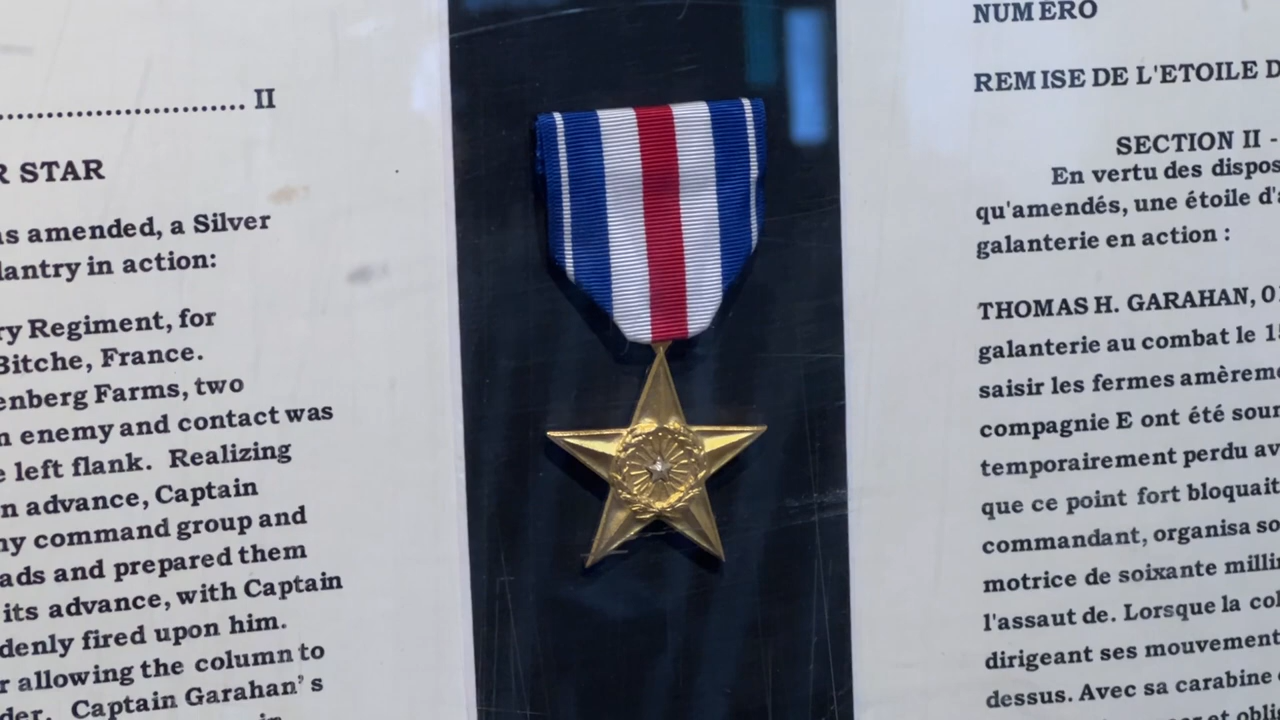 II
R STAR
as amended, a Silver
lantry in action:
ry Regiment, for
Bitche, France.
enberg Farms, two
n enemy and contact was
e left flank. Realizing
n advance, Captain
ny command group and
ads and prepared them
its advance, with Captain
denly fired upon him.
r allowing the column to
der. Captain Garahan's
in
NUMERO
REMISE DE L'ETOILE D
SECTION II -
En vertu des dispos
qu'amendés, une étoile d'a
galanterie en action :
THOMAS H. GARAHAN, O
galanterie au combat le 1
saisir les fermes amèreme
compagnie E ont été sou
temporairement perdu av
que ce point fort bloquait
commandant, organisa so
motrice de soixante milli
l'assaut de. Lorsque la co
dirigeant ses mouvement
dessus. Avec sa carabine
et obli